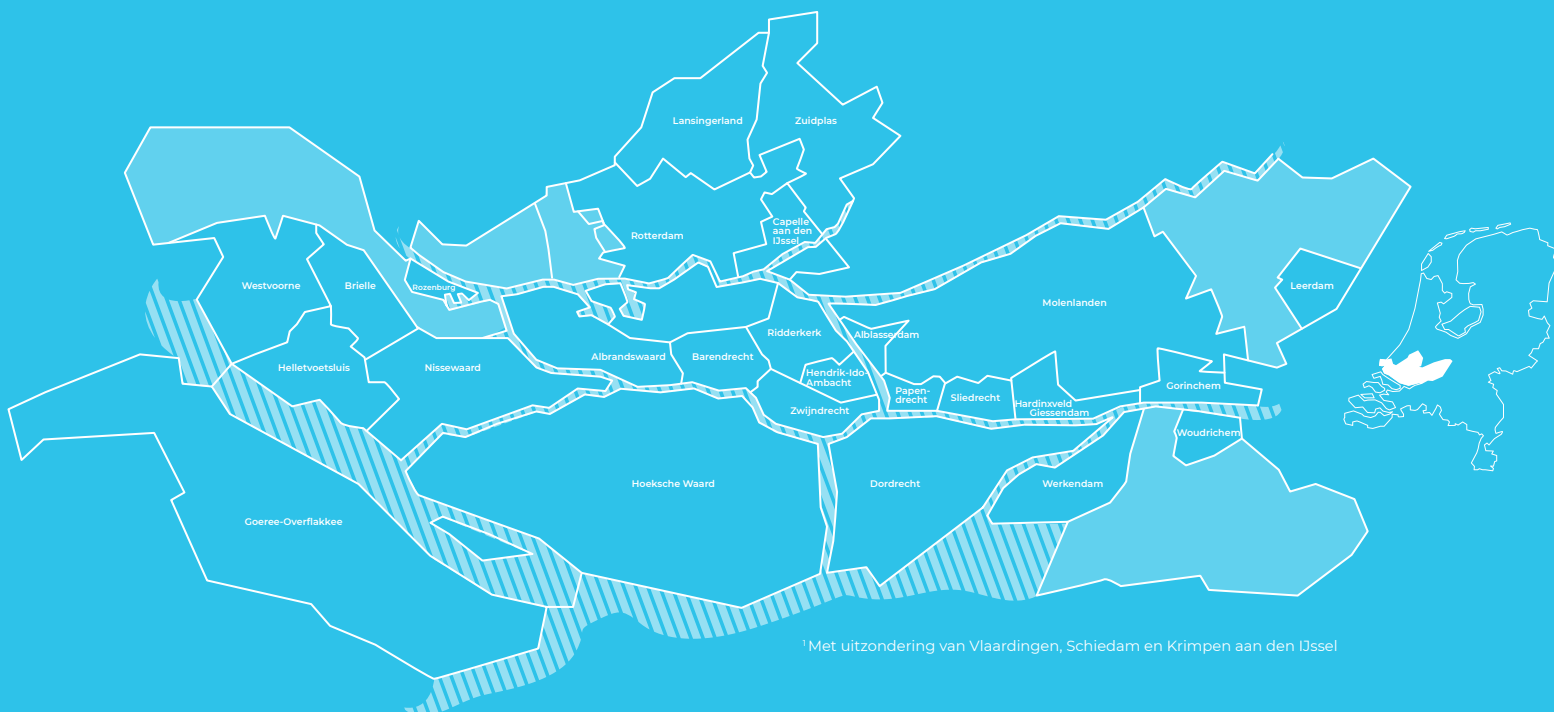 Lansingerland
Zuidplas
Capelle
aan den
IJssel
Rotterdam
Westvoorne
Brielle
Rozenburg
Leerdam
Molenlanden
Ridderkerk
Alblasserdam
Helletvoetsluis
Nissewaard
Albrandswaard
Barendrecht
Hendrik-Ido-
Ambacht
Gorinchem
Papen-
drecht
Sliedrecht
Hardinxveld
Giessendam
Zwijndrecht
Woudrichem
Hoeksche Waard
Dordrecht
Werkendam
Goeree-Overflakkee
¹ Met uitzondering van Vlaardingen, Schiedam en Krimpen aan den IJssel